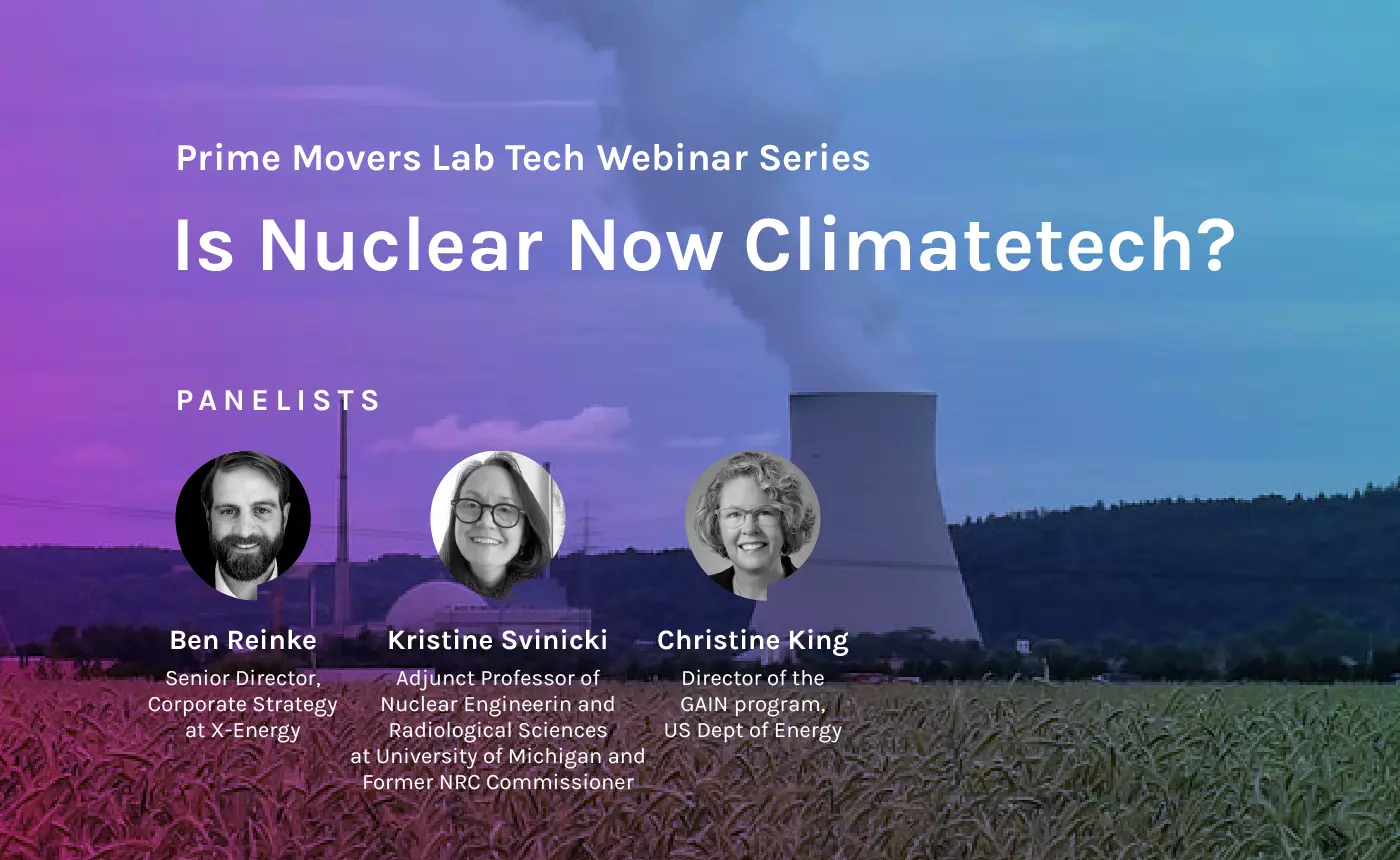 Prime Movers Lab Tech Webinar Series
Is Nuclear Now Climatetech?
PANELISTS
Ben Reinke
Senior Director,
Corporate Strategy
at X-Energy
Kristine Svinicki
Adjunct Professor of
Nuclear Engineerin and
Radiological Sciences
at University of Michigan and
Former NRC Commissioner
Christine King
Director of the
GAIN program,
US Dept of Energy